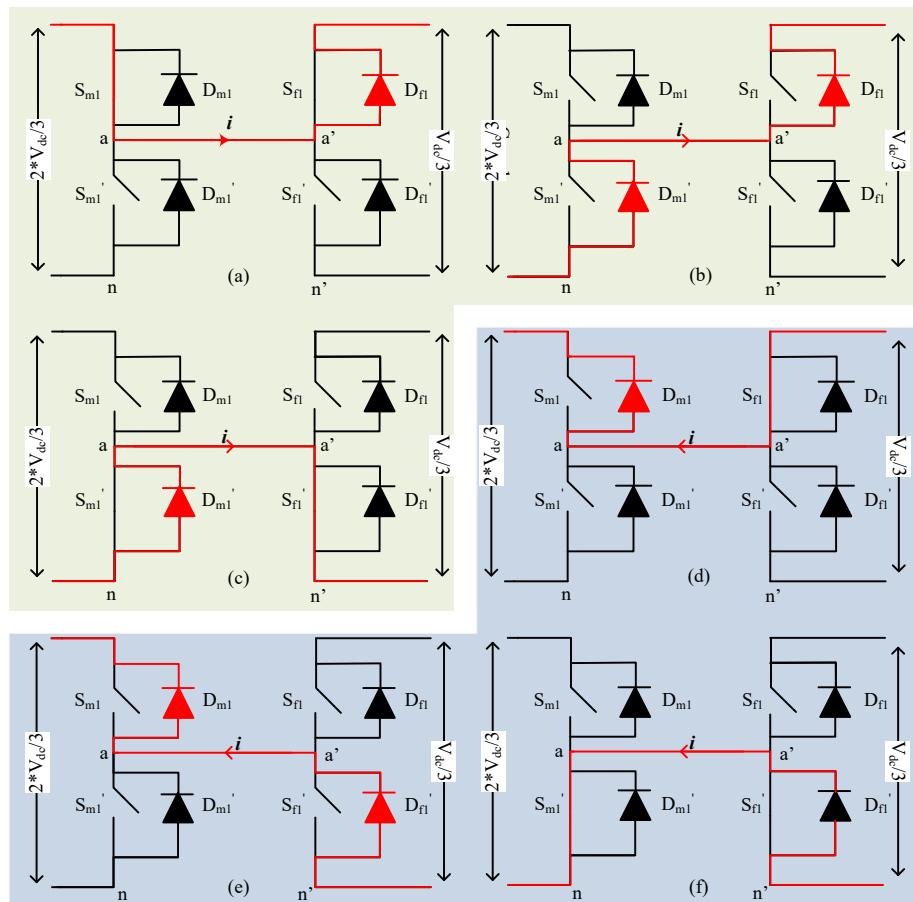 2*Vdc/3
Sm1
Dm1
Sf1
Df1
Vdc/3
a
i
a’
Sm1'
Dm1'
Sf1'
Df1'
n
(a)
n’
2*Vdc/3
Sm1
Dm1
Sf1
Df1
Vdc/3
a
i
a’
Sm1'
Dm1'
Sf1'
Df1'
n
(b)
n’
2*Vdc/3
Sm1
Dm1
Sf1
Df1
Vdc/3
a
i
a’
Sm1'
Dm1'
Sf1'
Df1'
n
(c)
n’
2*Vdc/3
Sm1
Dm1
Sf1
Df1
Vdc/3
a
i
a’
Sm1'
Dm1'
Sf1'
Df1'
n
(d)
n’
2*Vdc/3
Sm1
Dm1
Sf1
Df1
Vdc/3
a
i
a’
Sm1'
Dm1'
Sf1'
Df1'
n
(e)
n’
2*Vdc/3
Sm1
Dm1
Sf1
Df1
Vdc/3
a
i
a’
Sm1'
Dm1'
Sf1'
Df1'
n
(f)
n’